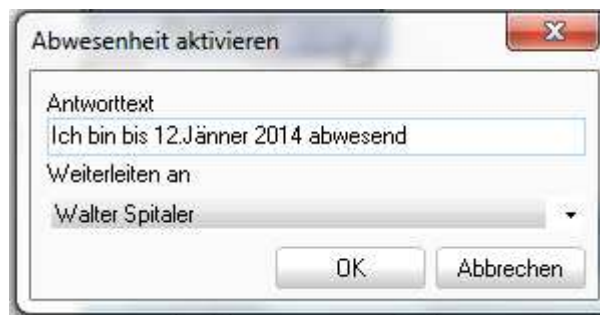 Abwesenheit aktivieren
Antworttext
Ich bin bis 12.Jänner 2014 abwesend
Weiterleiten an
Walter Spitaler
OK Abbrechen